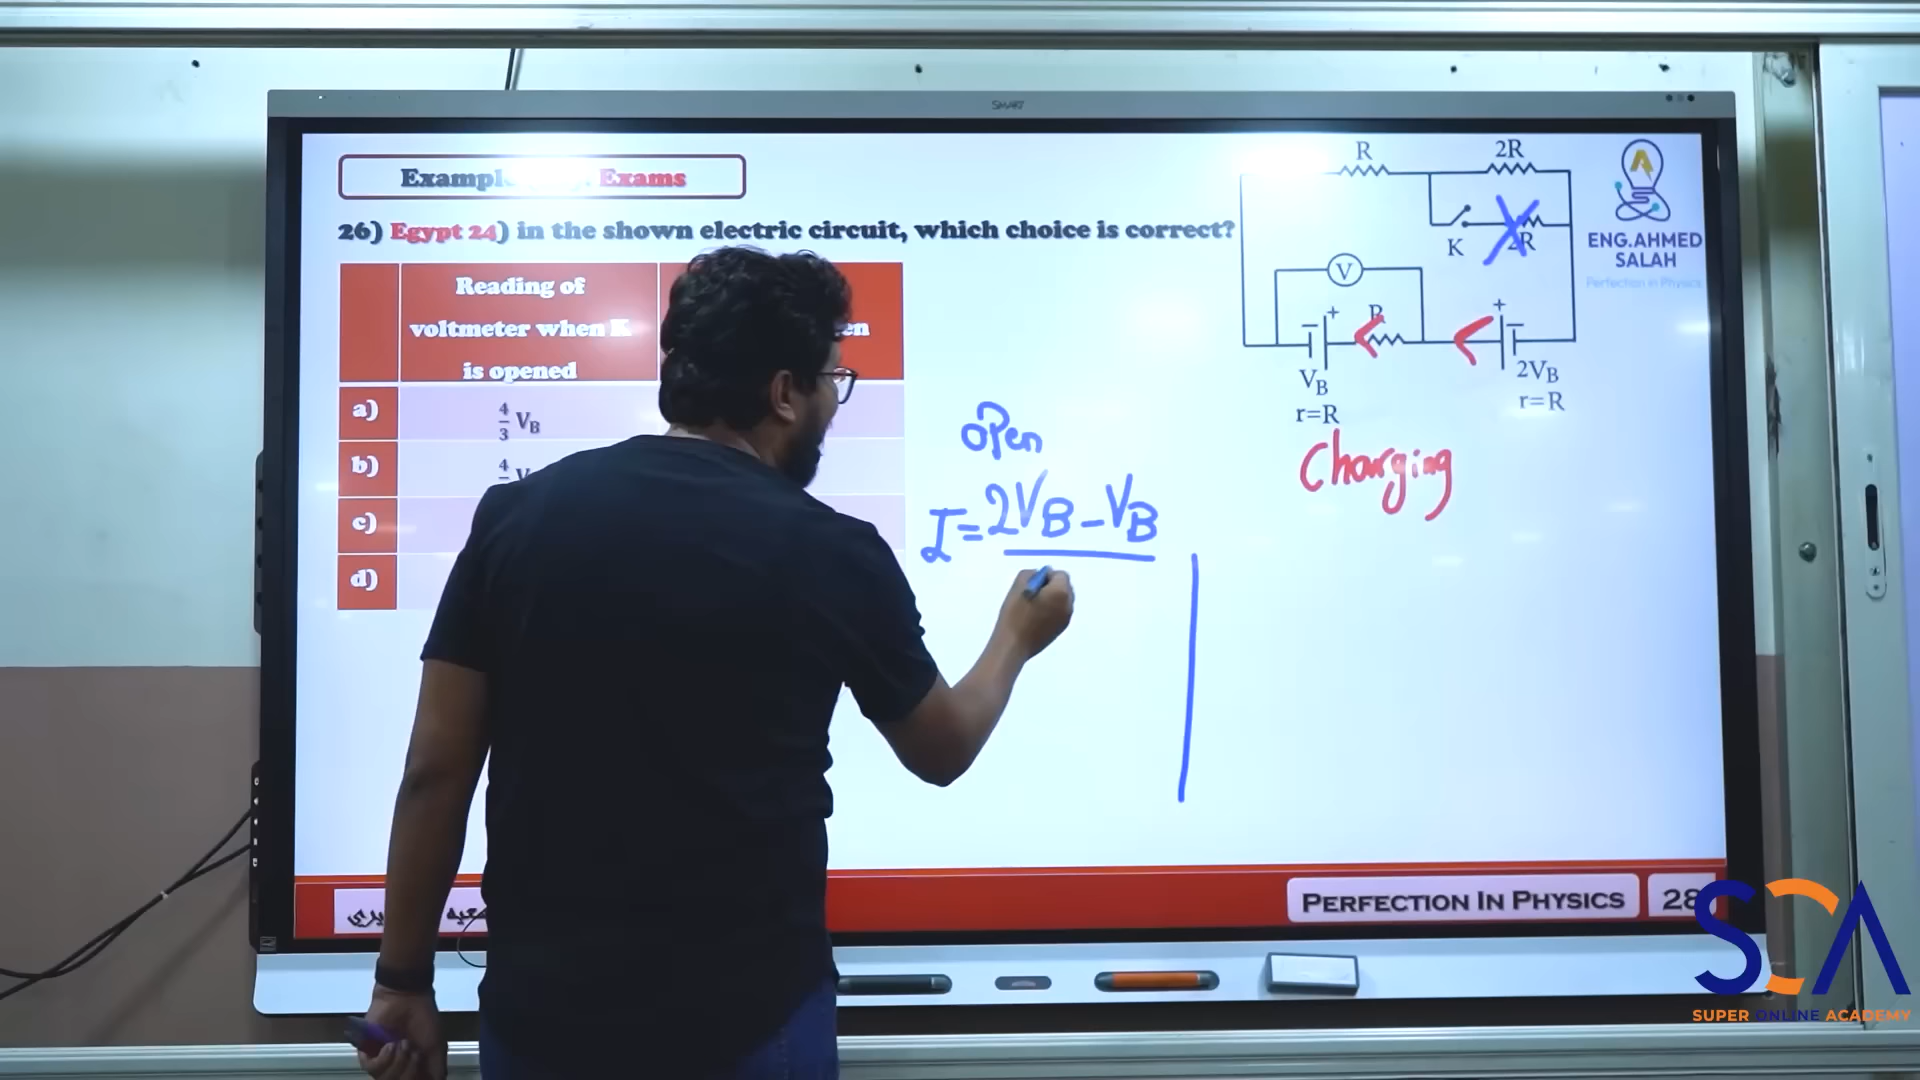 SMART
Exams
26) Egypt 24) in the shown electric circuit, which choice is correct?
Reading of
voltmeter when K
is opened
a)
4/3 VB
b)
c)
d)
R
2R
K
2R
V
+
R
+
VB
r=R
2VB
r=R
Charging
open
I = 2VB - VB
ENG.AHMED
SALAH
Perfection in Physics
PERFECTION IN PHYSICS
28
SCA
SUPER ONLINE ACADEMY